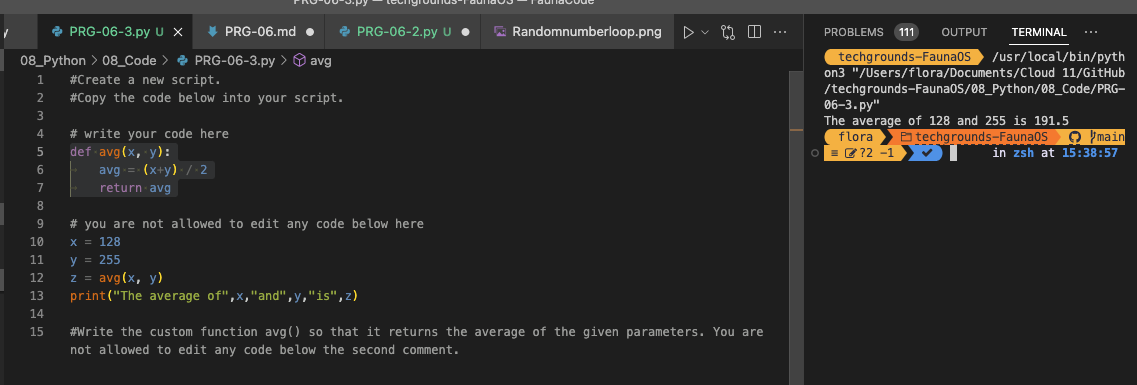 PRG-06-3.py — techgrounds-FaunaOS — FaunaCode
y PRG-06-3.py U PRG-06.md PRG-06-2.py U Randomnumberloop.png
08_Python > 08_Code > PRG-06-3.py > avg
1 #Create a new script.
2 #Copy the code below into your script.
3
4 # write your code here
5 def avg(x, y):
6 avg = (x+y) / 2
7 return avg
8
9 # you are not allowed to edit any code below here
10 x = 128
11 y = 255
12 z = avg(x, y)
13 print("The average of",x,"and",y,"is",z)
14
15 #Write the custom function avg() so that it returns the average of the given parameters. You are
not allowed to edit any code below the second comment.
PROBLEMS 111 OUTPUT TERMINAL ···
techgrounds-FaunaOS /usr/local/bin/pyth
on3 "/Users/flora/Documents/Cloud 11/GitHub
/techgrounds-FaunaOS/08_Python/08_Code/PRG-
06-3.py"
The average of 128 and 255 is 191.5
flora techgrounds-FaunaOS main
?2 ~1 in zsh at 15:38:57